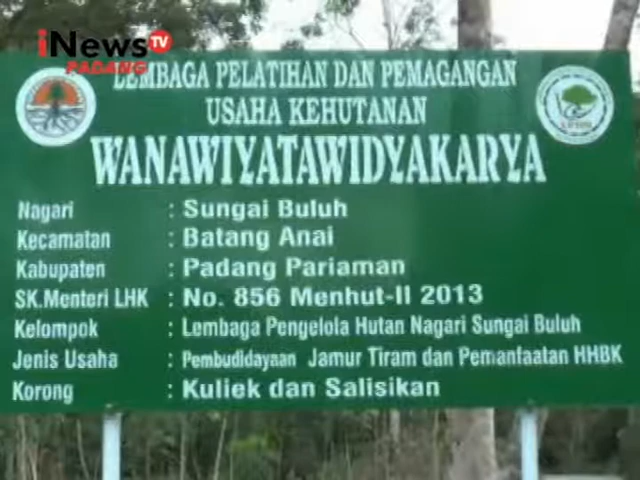 iNews TV
PADANG
LEMBAGA PELATIHAN DAN PEMAGANGAN
USAHA KEHUTANAN
WANAWIYATAWIDYAKARYA
Nagari : Sungai Buluh
Kecamatan : Batang Anai
Kabupaten : Padang Pariaman
SK.Menteri LHK : No. 856 Menhut-II 2013
Kelompok : Lembaga Pengelola Hutan Nagari Sungai Buluh
Jenis Usaha : Pembudidayaan Jamur Tiram dan Pemanfaatan HHBK
Korong : Kuliek dan Salisikan